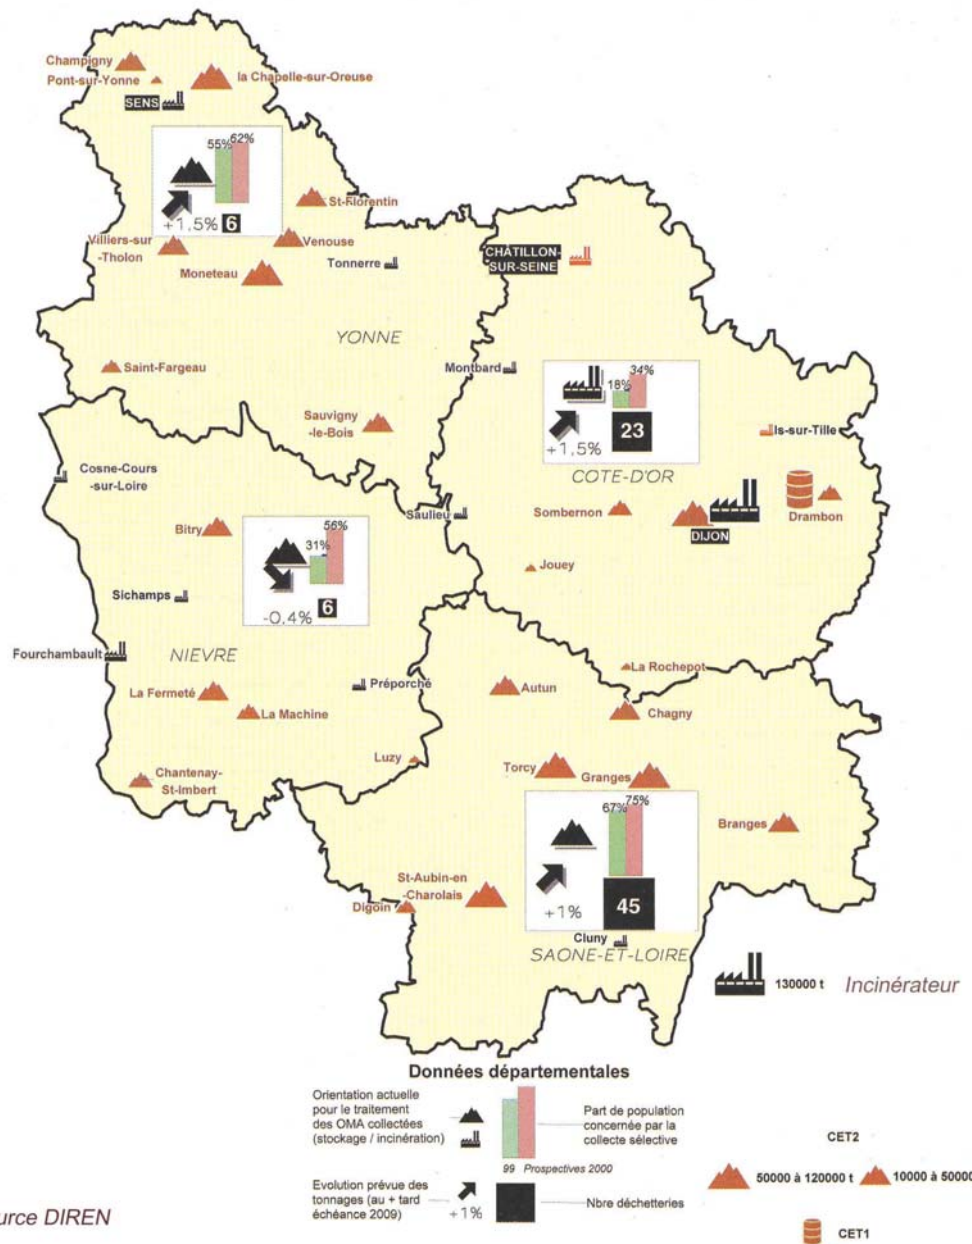 Champigny
Pont-sur-Yonne
la Chapelle-sur-Oreuse
SENS
55%
62%
+1.5%
6
St-Florentin
Villiers-sur
-Tholon
Venouse
Moneteau
Tonnerre
CHÂTILLON-
SUR-SEINE
YONNE
Saint-Fargeau
Montbard
18%
34%
23
+1.5%
Is-sur-Tille
Sauvigny
-le-Bois
COTE-D'OR
Cosne-Cours
-sur-Loire
Bitry
Saulieu
Sombernon
DIJON
Drambon
31%
56%
-0.4%
6
Jouey
Sichamps
Fourchambault
NIEVRE
La Fermeté
La Machine
Préporché
La Rochepot
Autun
Chagny
Luzy
Chantenay-
St-Imbert
Torcy
Granges
67%
75%
Branges
St-Aubin-en
-Charolais
Digoin
+1%
45
Cluny
SAONE-ET-LOIRE
130000 t
Incinérateur
Données départementales
Orientation actuelle
pour le traitement
des OMA collectées
(stockage / incinération)
Part de population
concernée par la
collecte sélective
99 Prospectives 2000
CET2
50000 à 120000 t
10000 à 50000
Evolution prévue des
tonnages (au + tard
échéance 2009)
+1%
Nbre déchetteries
CET1
urce DIREN